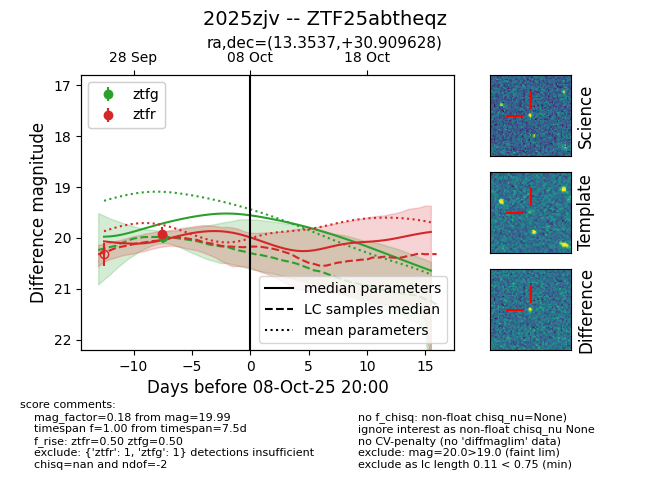 2025zjv -- ZTF25abtheqz
ra,dec=(13.3537,+30.909628)
28 Sep 08 Oct 18 Oct
ztfg
ztfr
17
18
19
20
21
22
Difference magnitude
median parameters
LC samples median
mean parameters
−10 −5 0 5 10 15
Days before 08-Oct-25 20:00
Science
Template
Difference
score comments:
mag_factor=0.18 from mag=19.99
timespan f=1.00 from timespan=7.5d
f_rise: ztfr=0.50 ztfg=0.50
exclude: {'ztfr': 1, 'ztfg': 1} detections insufficient
chisq=nan and ndof=-2
no f_chisq: non-float chisq_nu=None)
ignore interest as non-float chisq_nu None
no CV-penalty (no 'diffmaglim' data)
exclude: mag=20.0>19.0 (faint lim)
exclude as lc length 0.11 < 0.75 (min)